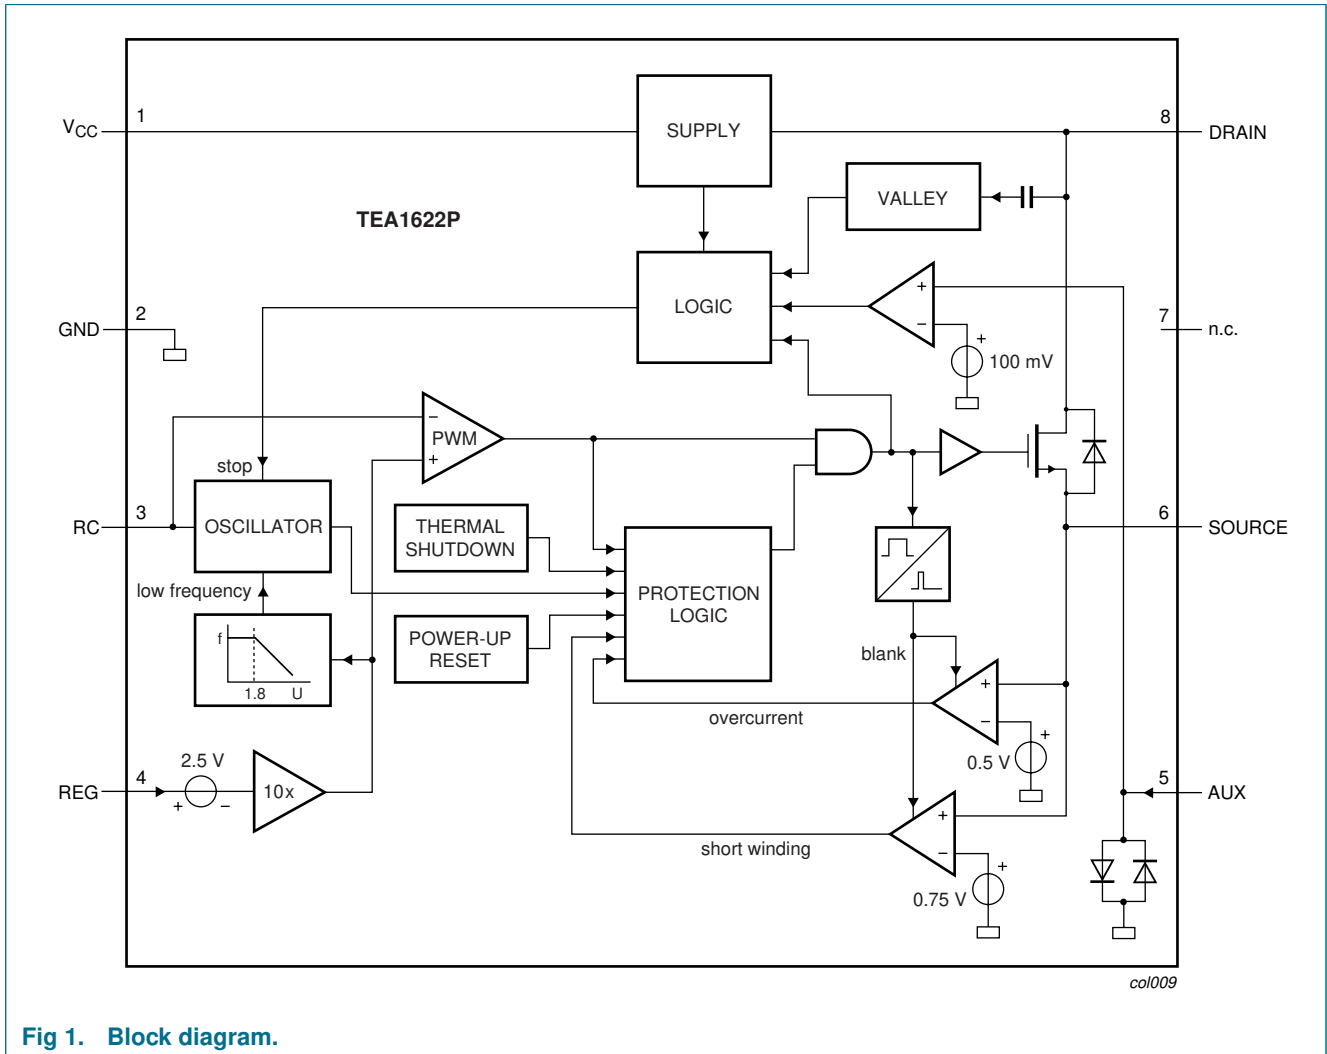 SUPPLY
1
8
VCC
DRAIN
VALLEY
TEA1622P
LOGIC
+
−
+
100 mV
2
GND
7
n.c.
−
PWM
+
stop
3
RC
OSCILLATOR
THERMAL
SHUTDOWN
6
SOURCE
low frequency
PROTECTION
LOGIC
f
1.8 U
POWER-UP
RESET
blank
+
−
overcurrent
+
0.5 V
2.5 V
4
REG
+ −
10x
5
AUX
+
−
short winding
+
0.75 V
col009
Fig 1. Block diagram.